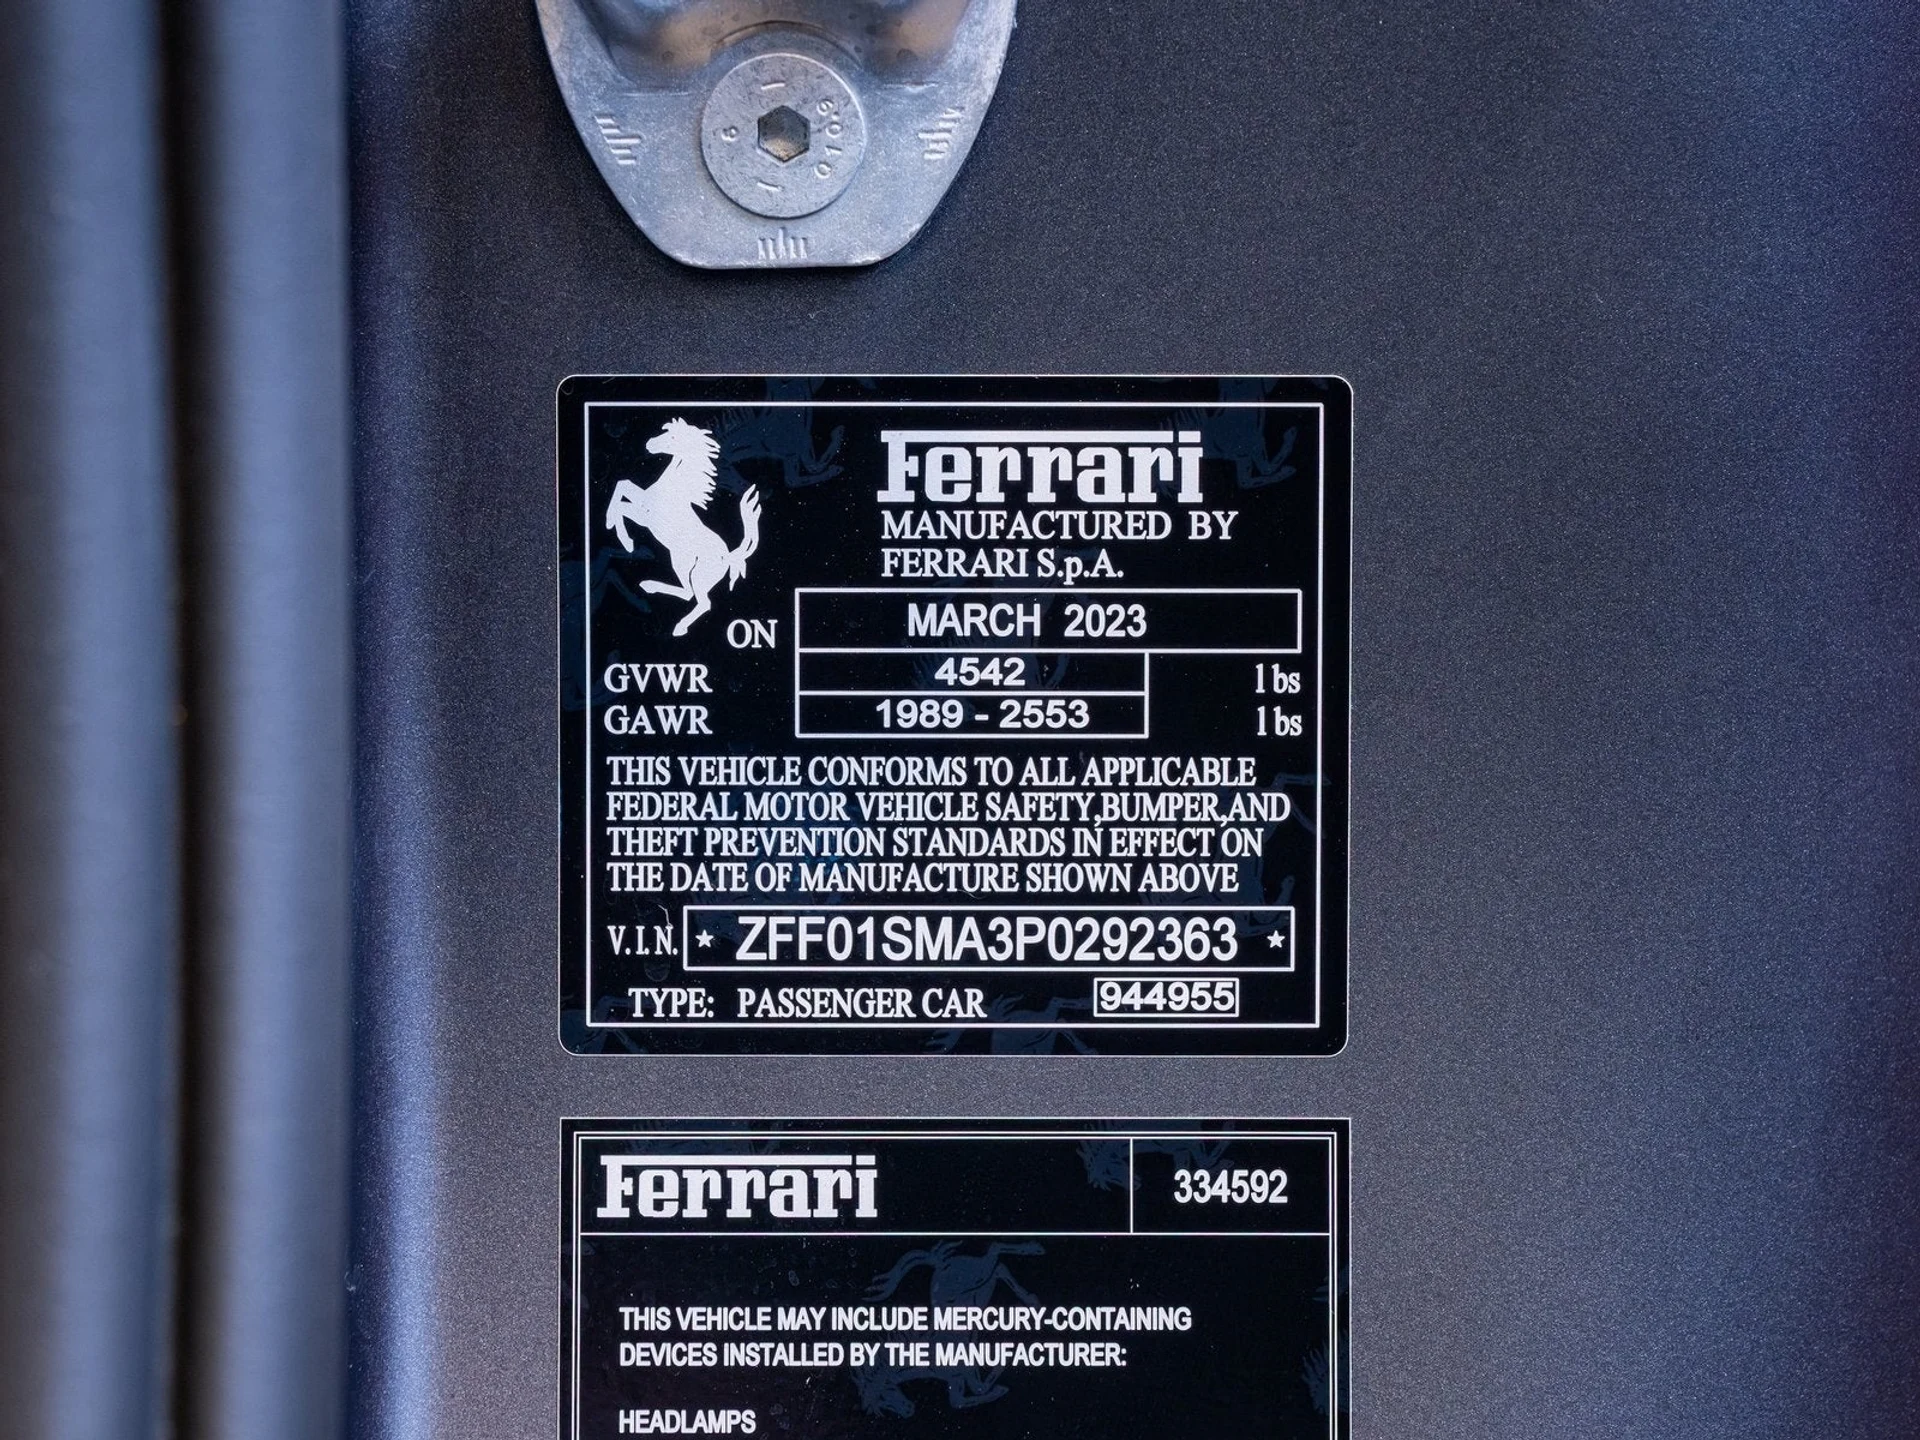 6.010
9
Ferrari
MANUFACTURED BY
FERRARI S.p.A.
ON MARCH 2023
GVWR 4542 lbs
GAWR 1989 - 2553 lbs
THIS VEHICLE CONFORMS TO ALL APPLICABLE
FEDERAL MOTOR VEHICLE SAFETY,BUMPER,AND
THEFT PREVENTION STANDARDS IN EFFECT ON
THE DATE OF MANUFACTURE SHOWN ABOVE
V.I.N. ★ ZFF01SMA3P0292363 ★
TYPE: PASSENGER CAR 944955
Ferrari 334592
THIS VEHICLE MAY INCLUDE MERCURY-CONTAINING
DEVICES INSTALLED BY THE MANUFACTURER:
HEADLAMPS